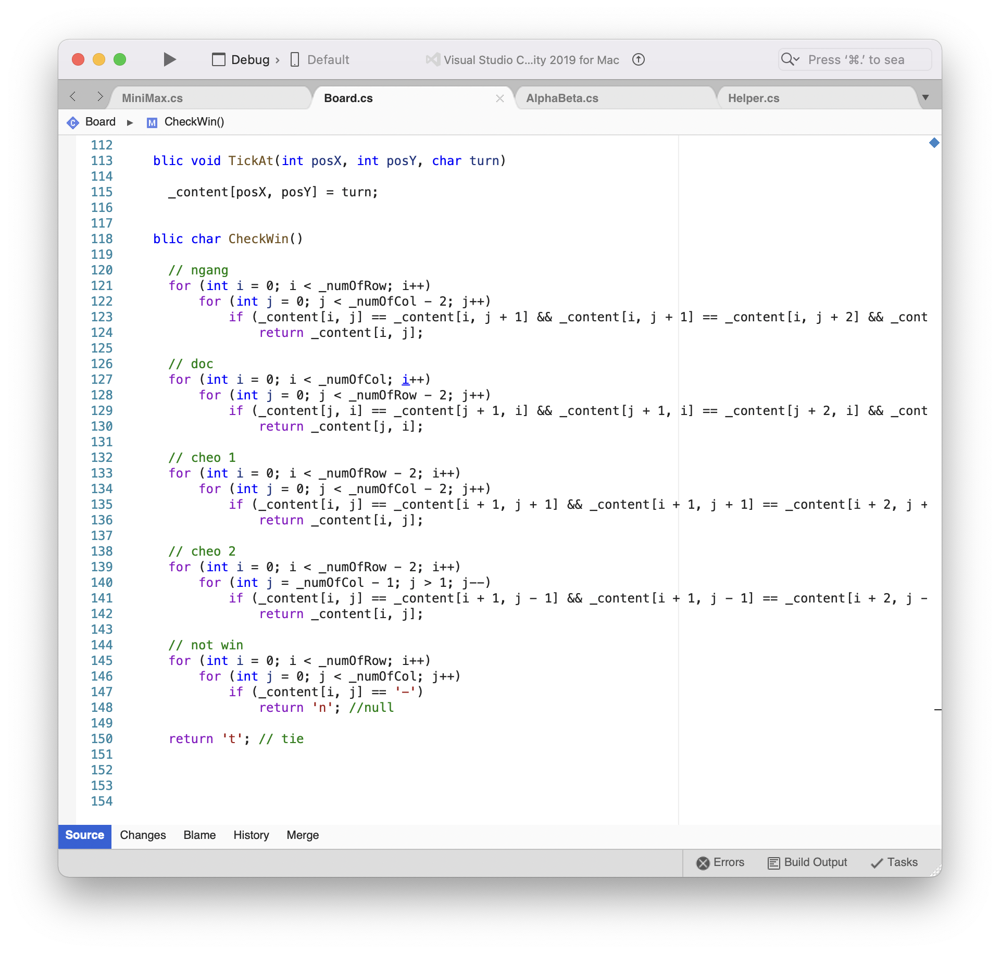 Debug › Default Visual Studio C...ity 2019 for Mac Press ‘⌘.’ to sea
MiniMax.cs Board.cs AlphaBeta.cs Helper.cs
Board ▶ M CheckWin()
112
113 blic void TickAt(int posX, int posY, char turn)
114
115 _content[posX, posY] = turn;
116
117
118 blic char CheckWin()
119
120 // ngang
121 for (int i = 0; i < _numOfRow; i++)
122 for (int j = 0; j < _numOfCol - 2; j++)
123 if (_content[i, j] == _content[i, j + 1] && _content[i, j + 1] == _content[i, j + 2] && _cont
124 return _content[i, j];
125
126 // doc
127 for (int i = 0; i < _numOfCol; i++)
128 for (int j = 0; j < _numOfRow - 2; j++)
129 if (_content[j, i] == _content[j + 1, i] && _content[j + 1, i] == _content[j + 2, i] && _cont
130 return _content[j, i];
131
132 // cheo 1
133 for (int i = 0; i < _numOfRow - 2; i++)
134 for (int j = 0; j < _numOfCol - 2; j++)
135 if (_content[i, j] == _content[i + 1, j + 1] && _content[i + 1, j + 1] == _content[i + 2, j +
136 return _content[i, j];
137
138 // cheo 2
139 for (int i = 0; i < _numOfRow - 2; i++)
140 for (int j = _numOfCol - 1; j > 1; j--)
141 if (_content[i, j] == _content[i + 1, j - 1] && _content[i + 1, j - 1] == _content[i + 2, j -
142 return _content[i, j];
143
144 // not win
145 for (int i = 0; i < _numOfRow; i++)
146 for (int j = 0; j < _numOfCol; j++)
147 if (_content[i, j] == '-')
148 return 'n'; //null
149
150 return 't'; // tie
151
152
153
154
Source Changes Blame History Merge
Errors Build Output Tasks